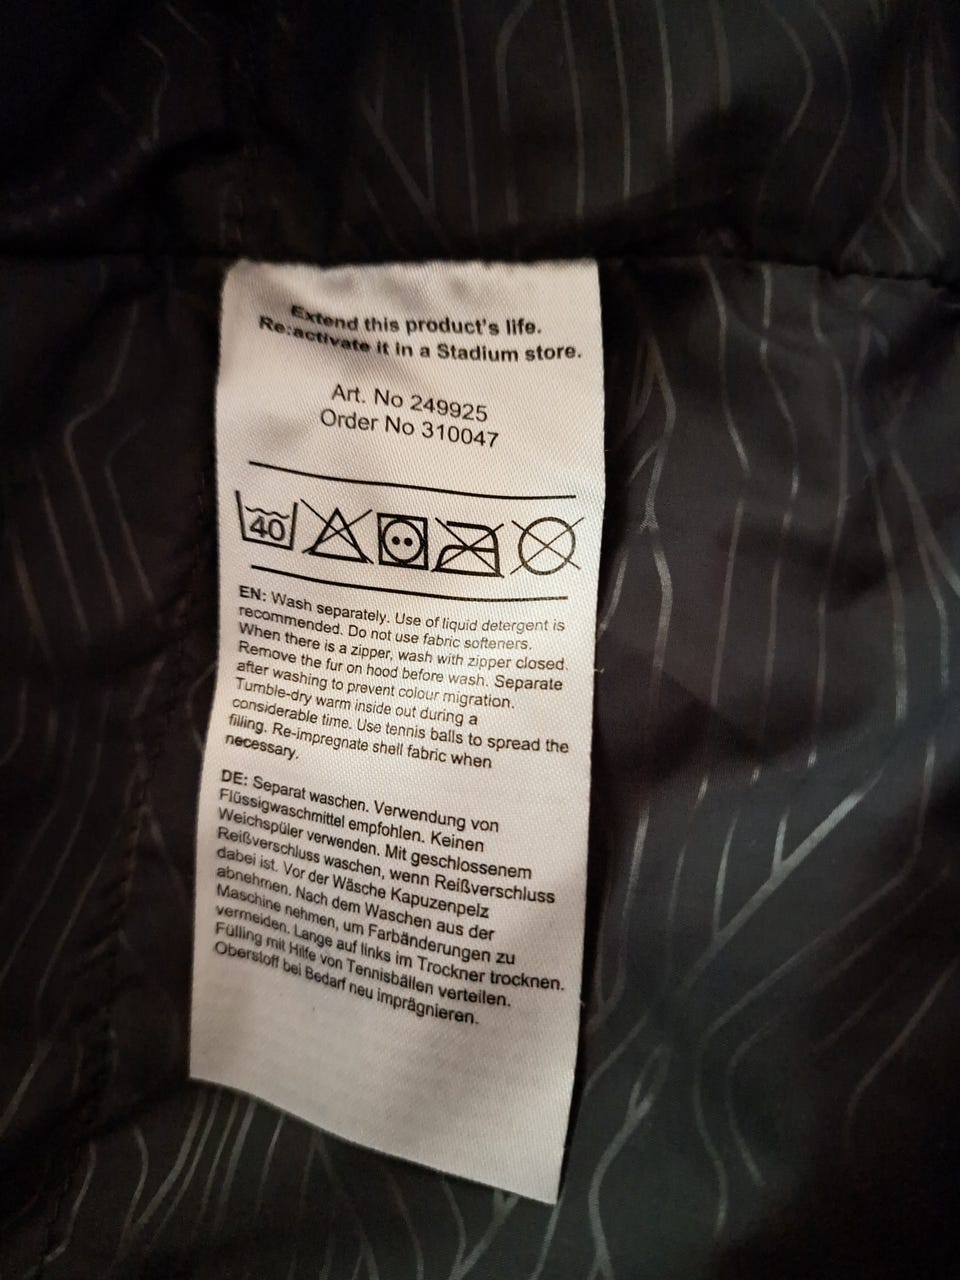 Extend this product's life.
Re:activate it in a Stadium store.
Art. No 249925
Order No 310047
40
EN: Wash separately. Use of liquid detergent is
recommended. Do not use fabric softeners.
When there is a zipper, wash with zipper closed.
Remove the fur on hood before wash. Separate
after washing to prevent colour migration.
Tumble-dry warm inside out during a
considerable time. Use tennis balls to spread the
filling. Re-impregnate shell fabric when
necessary.
DE: Separat waschen. Verwendung von
Flüssigwaschmittel empfohlen. Keinen
Weichspüler verwenden. Mit geschlossenem
Reißverschluss waschen, wenn Reißverschluss
dabei ist. Vor der Wäsche Kapuzenpelz
abnehmen. Nach dem Waschen aus der
Maschine nehmen, um Farbänderungen zu
vermeiden. Lange auf links im Trockner trocknen.
Füllung mit Hilfe von Tennisbällen verteilen.
Oberstoff bei Bedarf neu imprägnieren.